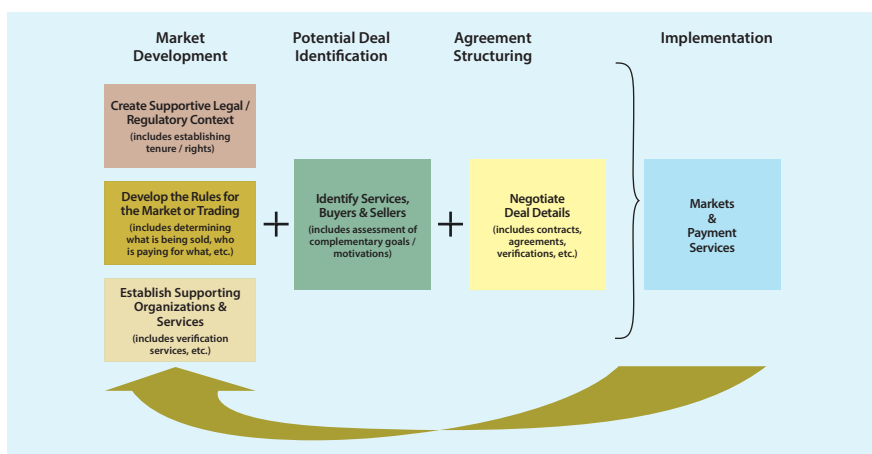 Market
Development
Potential Deal
Identification
Agreement
Structuring
Implementation
Create Supportive Legal /
Regulatory Context
(includes establishing
tenure / rights)
Develop the Rules for
the Market or Trading
(includes determining
what is being sold, who
is paying for what, etc.)
Establish Supporting
Organizations &
Services
(includes verification
services, etc.)
+
Identify Services,
Buyers & Sellers
(includes assessment of
complementary goals /
motivations)
+
Negotiate
Deal Details
(includes contracts,
agreements,
verifications, etc.)
Markets
&
Payment
Services